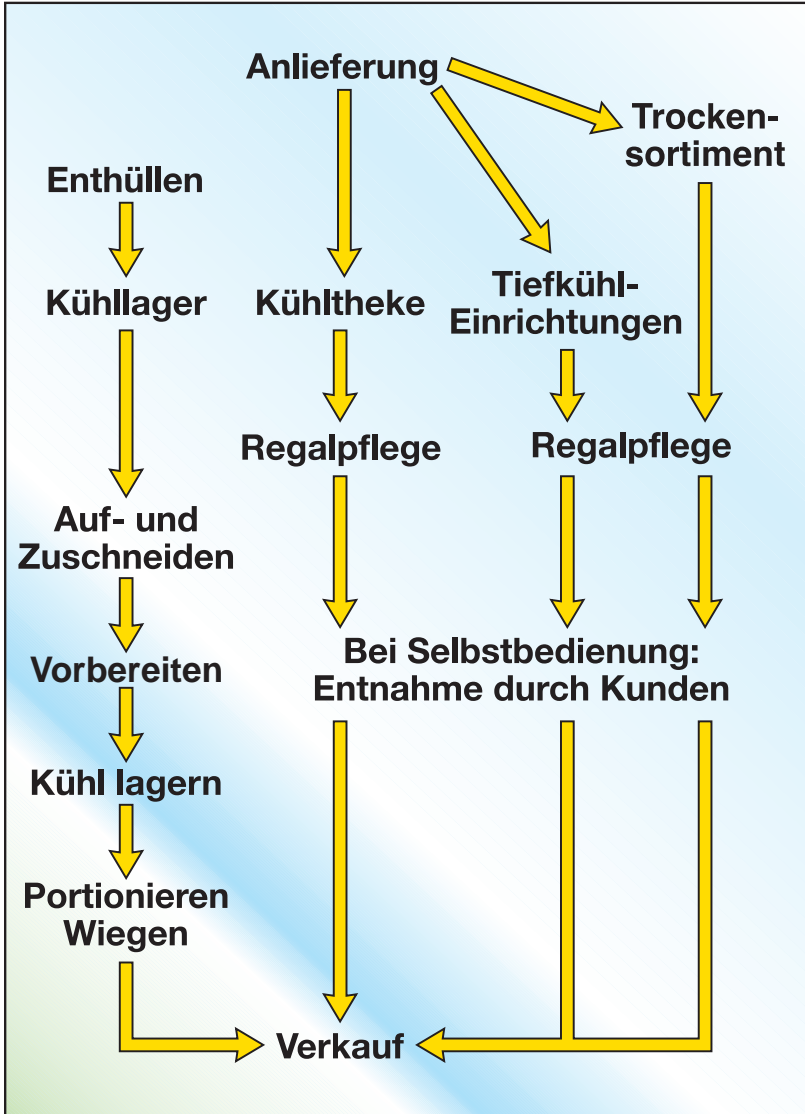 Anlieferung
Trocken-
sortiment
Enthüllen
Kühllager
Kühltheke
Tiefkühl-
Einrichtungen
Regalpflege
Regalpflege
Auf- und
Zuschneiden
Vorbereiten
Bei Selbstbedienung:
Entnahme durch Kunden
Kühl lagern
Portionieren
Wiegen
Verkauf